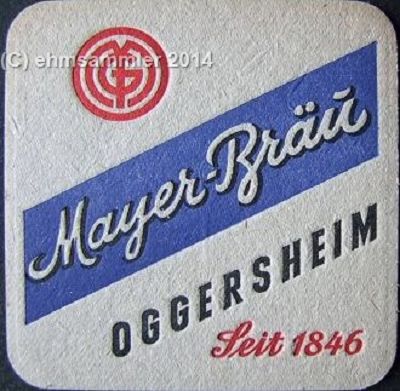 (C) ehmsammler 2014
Mayer-Bräu
OGGERSHEIM
Seit 1846